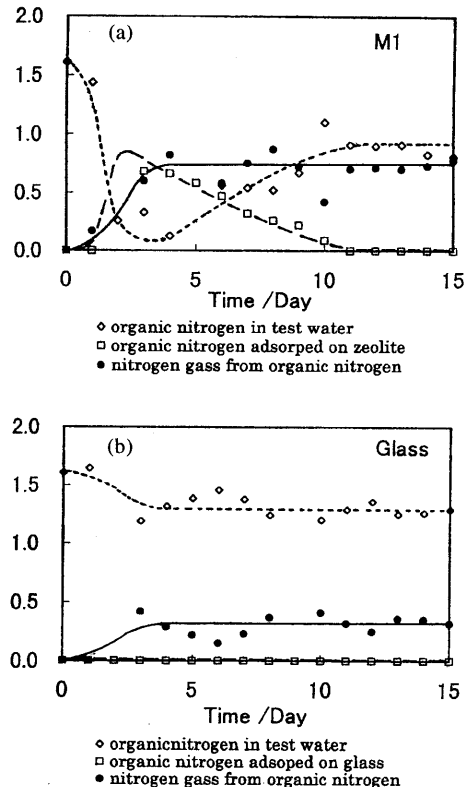 2.0
(a)
M1
1.5
1.0
0.5
0.0
0
5
10
15
Time /Day
◇ organic nitrogen in test water
□ organic nitrogen adsorped on zeolite
● nitrogen gass from organic nitrogen
2.0
(b)
Glass
1.5
1.0
0.5
0.0
0
5
10
15
Time /Day
◇ organicnitrogen in test water
□ organic nitrogen adsoped on glass
● nitrogen gass from organic nitrogen